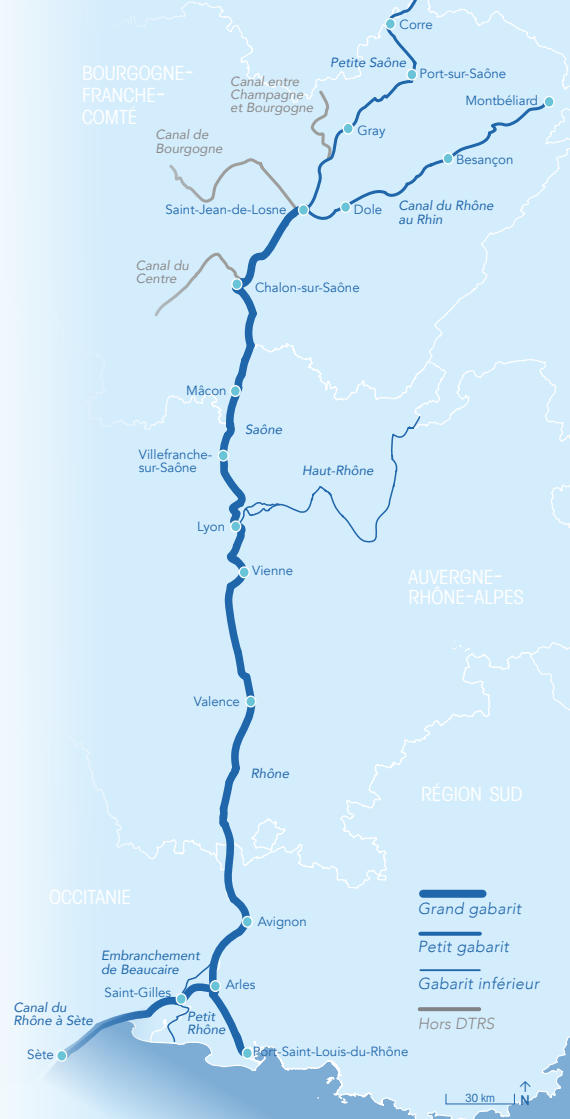 Corre
Petite Saône
Port-sur-Saône
BOURGOGNE-
FRANCHE-
COMTÉ
Canal entre
Champagne
et Bourgogne
Montbéliard
Gray
Canal de
Bourgogne
Besançon
Saint-Jean-de-Losne
Dole
Canal du Rhône
au Rhin
Canal du
Centre
Chalon-sur-Saône
Mâcon
Saône
Villefranche-
sur-Saône
Haut-Rhône
Lyon
Vienne
AUVERGNE-
RHÔNE-ALPES
Valence
Rhône
RÉGION SUD
OCCITANIE
Grand gabarit
Avignon
Petit gabarit
Embranchement
de Beaucaire
Gabarit inférieur
Arles
Saint-Gilles
Canal du
Rhône à Sète
Petit
Rhône
Hors DTRS
Sète
Port-Saint-Louis-du-Rhône
30 km
N